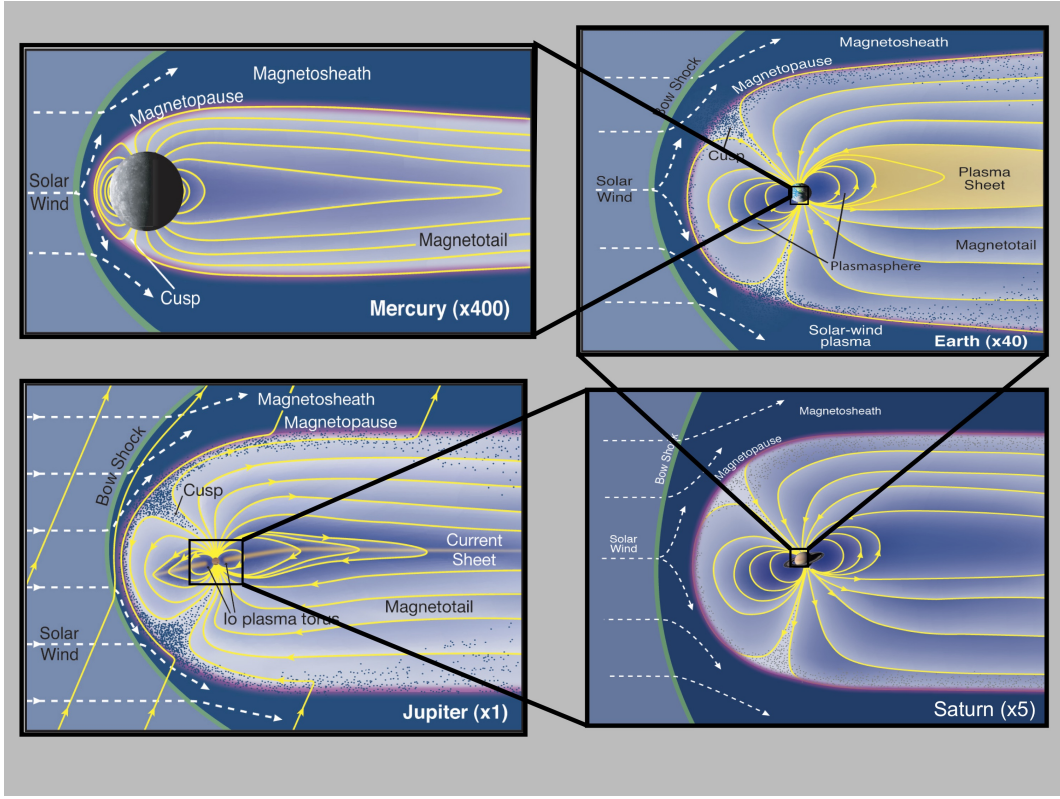 Magnetosheath
Magnetopause
Solar
Wind
Magnetotail
Cusp
Mercury (x400)
Magnetosheath
Bow Shock
Magnetopause
Cusp
Solar
Wind
Plasma
Sheet
Magnetotail
Plasmasphere
Solar-wind
plasma
Earth (x40)
Magnetosheath
Magnetopause
Bow Shock
Cusp
Current
Sheet
Io plasma torus
Magnetotail
Solar
Wind
Jupiter (x1)
Magnetosheath
Bow Shock
Magnetopause
Solar
Wind
Saturn (x5)